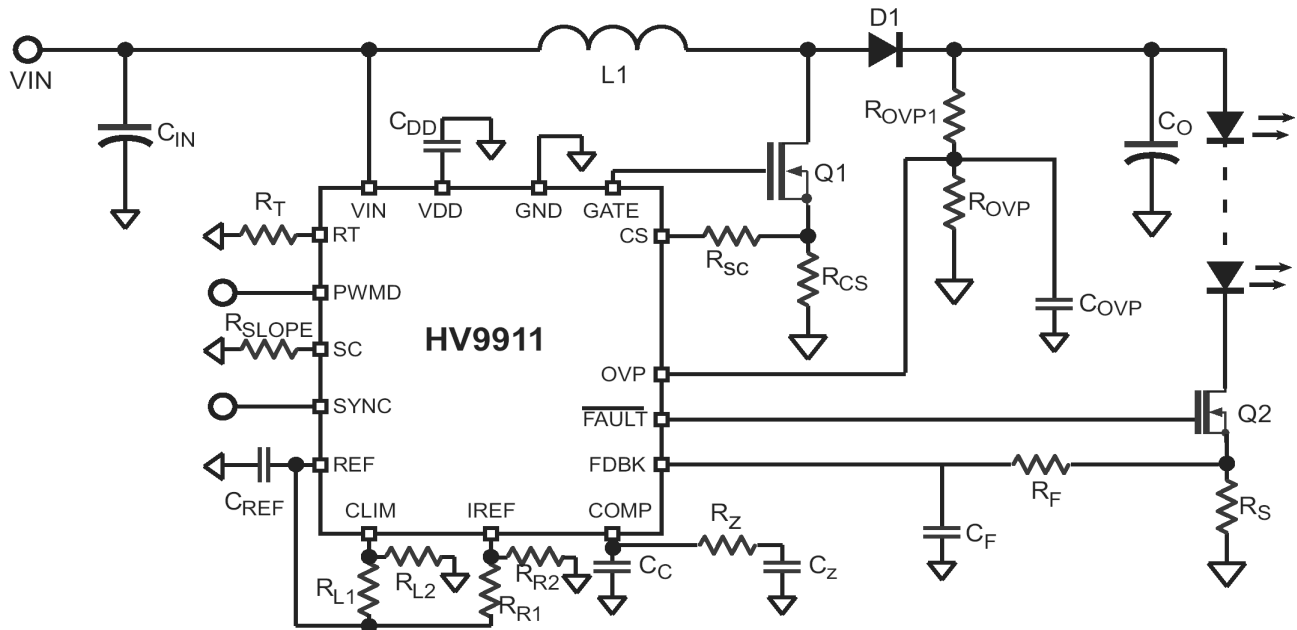 D1
VIN
L1
CIN
CDD
ROVP1
CO
Q1
RT
VIN
VDD
GND
GATE
ROVP
RT
CS
RSC
RCS
PWMD
COVP
RSLOPE
HV9911
SC
OVP
SYNC
FAULT
Q2
REF
FDBK
RF
CREF
CLIM
IREF
COMP
RZ
RS
CF
RL1
RL2
RR2
RR1
CC
CZ